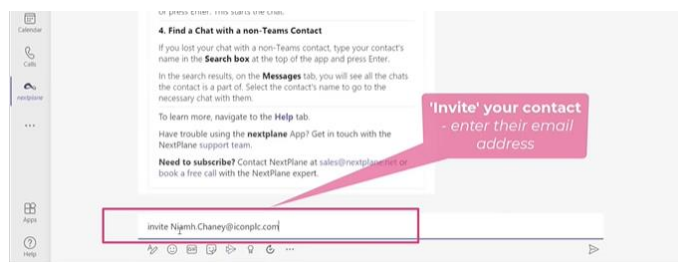 or press Enter. This starts the chat.
Calendar
4. Find a Chat with a non-Teams Contact
If you lost your chat with a non-Teams contact, type your contact's
name in the Search box at the top of the app and press Enter.
Calls
In the search results, on the Messages tab, you will see all the chats
the contact is a part of. Select the contact's name to go to the
necessary chat with them.
nextplane
To learn more, navigate to the Help tab.
Have trouble using the nextplane App? Get in touch with the
NextPlane support team.
Need to subscribe? Contact NextPlane at sales@nextplane.net or
book a free call with the NextPlane expert.
'Invite' your contact
- enter their email
address
Apps
invite Niamh.Chaney@iconplc.com
Help
GIF